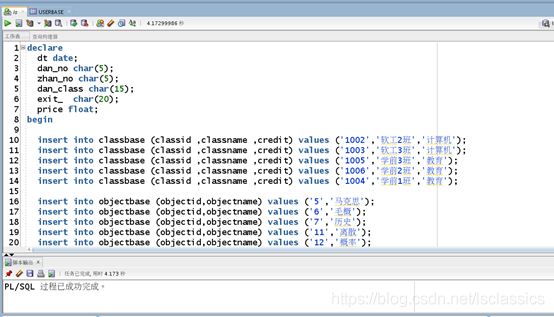 ls × USERBASE
4.17299986 秒
工作表 查询构建器
1 declare
2 dt date;
3 dan_no char(5);
4 zhan_no char(5);
5 dan_class char(15);
6 exit_ char(20);
7 price float;
8 begin
9
10 insert into classbase (classid ,classname ,credit) values ('1002','软工2班','计算机');
11 insert into classbase (classid ,classname ,credit) values ('1003','软工3班','计算机');
12 insert into classbase (classid ,classname ,credit) values ('1005','学前3班','教育');
13 insert into classbase (classid ,classname ,credit) values ('1006','学前2班','教育');
14 insert into classbase (classid ,classname ,credit) values ('1004','学前1班','教育');
15
16 insert into objectbase (objectid,objectname) values ('5','马克思');
17 insert into objectbase (objectid,objectname) values ('6','毛概');
18 insert into objectbase (objectid,objectname) values ('7','历史');
19 insert into objectbase (objectid,objectname) values ('11','离散');
20 insert into objectbase (objectid,objectname) values ('12','概率');
脚本输出 ×
任务已完成, 用时 4.173 秒
PL/SQL 过程已成功完成。
https://blog.csdn.net/lsclassics